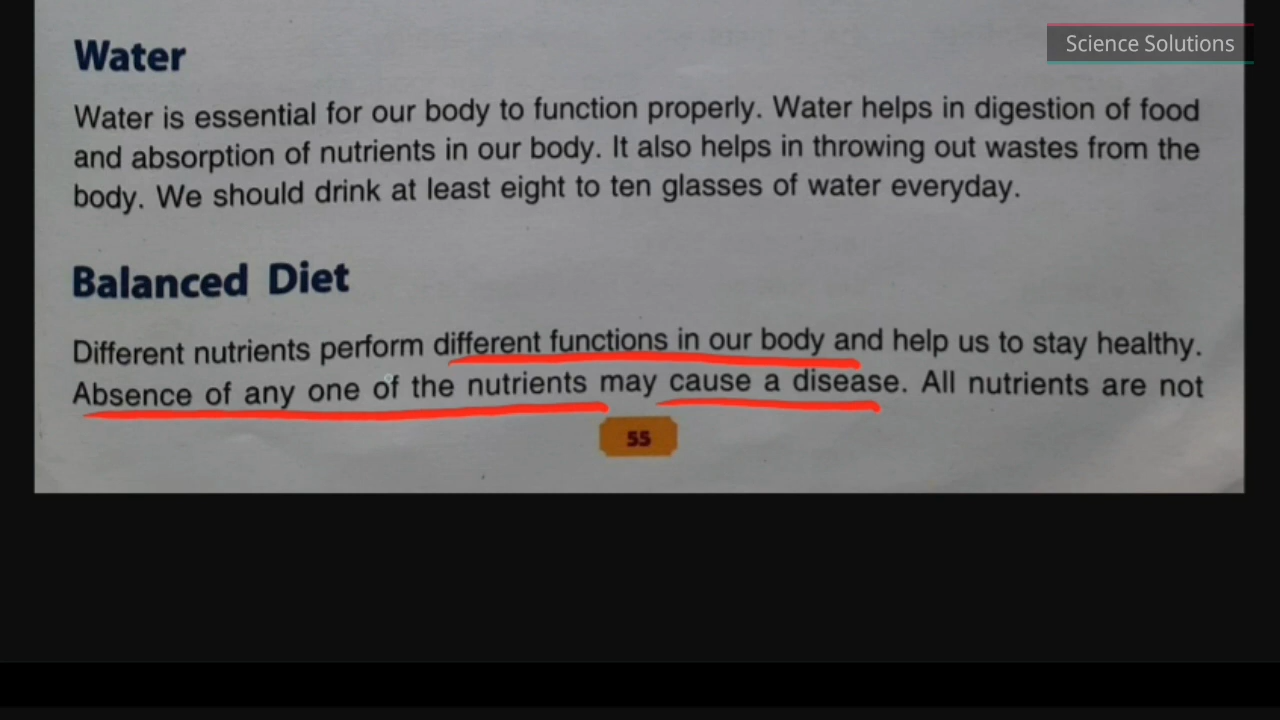 Science Solutions
Water
Water is essential for our body to function properly. Water helps in digestion of food
and absorption of nutrients in our body. It also helps in throwing out wastes from the
body. We should drink at least eight to ten glasses of water everyday.
Balanced Diet
Different nutrients perform different functions in our body and help us to stay healthy.
Absence of any one of the nutrients may cause a disease. All nutrients are not
55